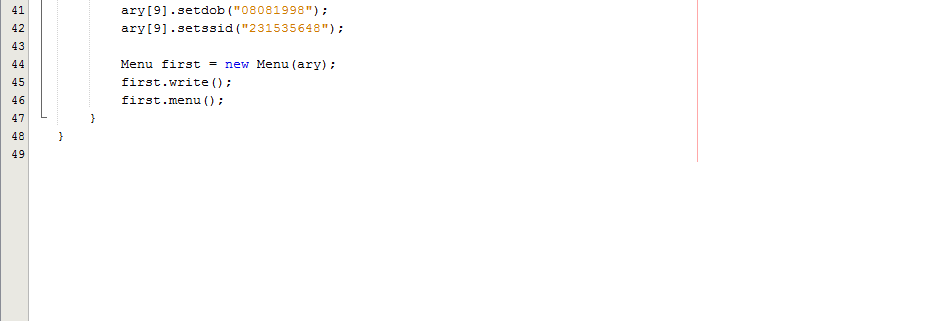 41 ary[9].setdob("08081998");
42 ary[9].setssid("231535648");
43
44 Menu first = new Menu(ary);
45 first.write();
46 first.menu();
47 }
48 }
49